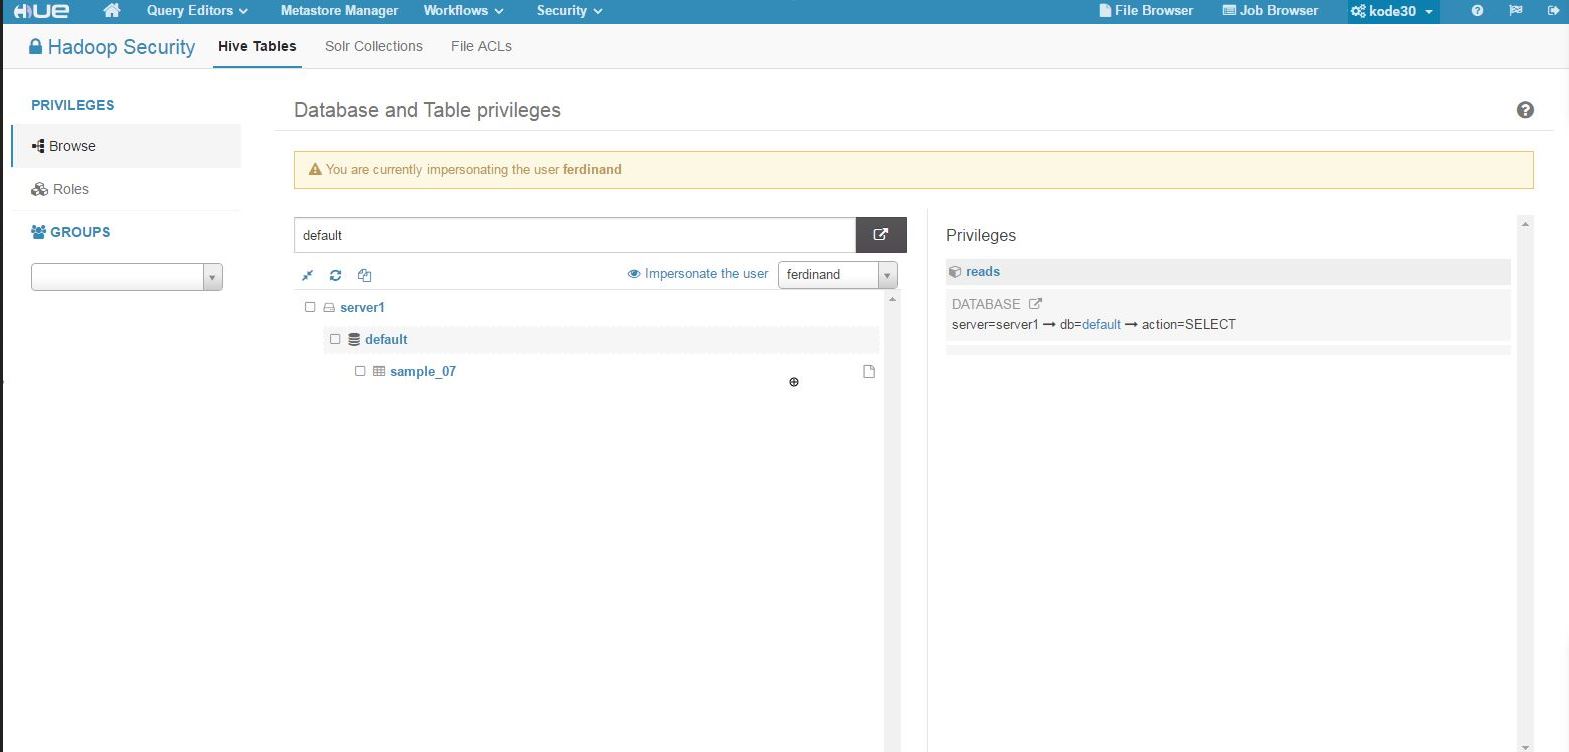 HUE Query Editors Metastore Manager Workflows Security File Browser Job Browser kode30
Hadoop Security Hive Tables Solr Collections File ACLs
PRIVILEGES
Browse
Roles
GROUPS
Database and Table privileges
You are currently impersonating the user ferdinand
default
Impersonate the user ferdinand
server1
default
sample_07
Privileges
reads
DATABASE
server=server1 → db=default → action=SELECT